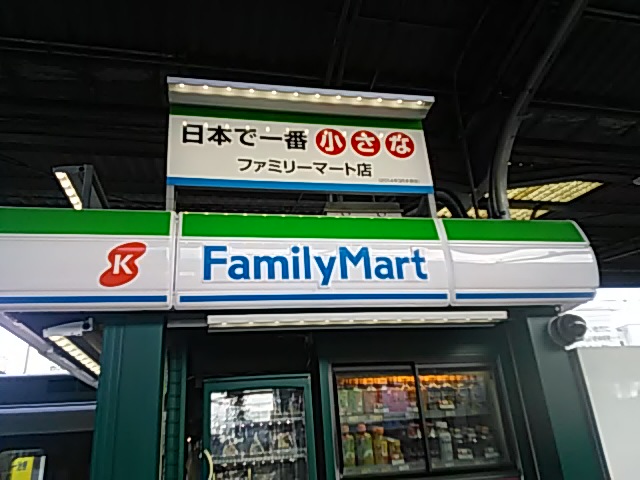 日本で一番 小さな
ファミリーマート店
K FamilyMart